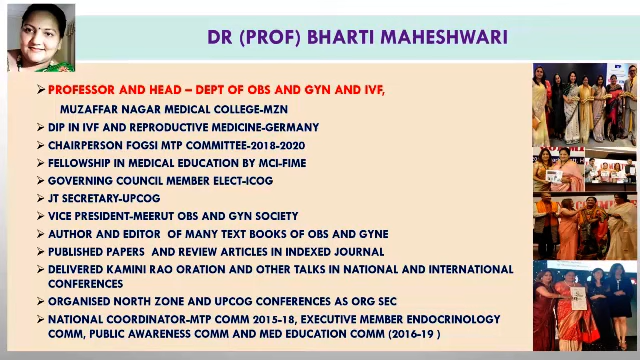 DR (PROF) BHARTI MAHESHWARI
PROFESSOR AND HEAD – DEPT OF OBS AND GYN AND IVF,
MUZAFFAR NAGAR MEDICAL COLLEGE-MZN
DIP IN IVF AND REPRODUCTIVE MEDICINE-GERMANY
CHAIRPERSON FOGSI MTP COMMITTEE-2018-2020
FELLOWSHIP IN MEDICAL EDUCATION BY MCI-FIME
GOVERNING COUNCIL MEMBER ELECT-ICOG
JT SECRETARY-UPCOG
VICE PRESIDENT-MEERUT OBS AND GYN SOCIETY
AUTHOR AND EDITOR OF MANY TEXT BOOKS OF OBS AND GYNE
PUBLISHED PAPERS AND REVIEW ARTICLES IN INDEXED JOURNAL
DELIVERED KAMINI RAO ORATION AND OTHER TALKS IN NATIONAL AND INTERNATIONAL
CONFERENCES
ORGANISED NORTH ZONE AND UPCOG CONFERENCES AS ORG SEC
NATIONAL COORDINATOR-MTP COMM 2015-18, EXECUTIVE MEMBER ENDOCRINOLOGY
COMM, PUBLIC AWARENESS COMM AND MED EDUCATION COMM (2016-19 )